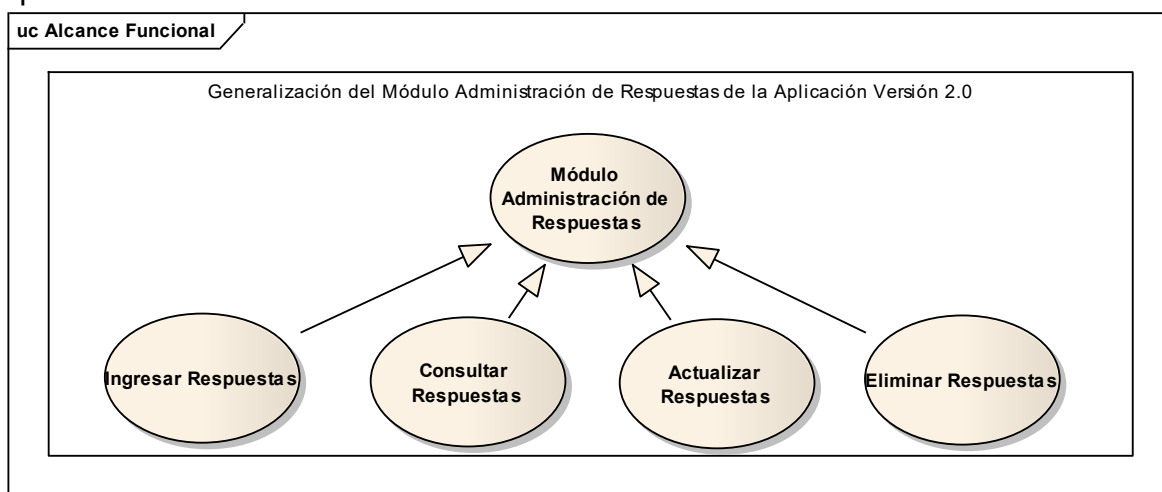 uc Alcance Funcional
Generalización del Módulo Administración de Respuestas de la Aplicación Versión 2.0
Módulo
Administración de
Respuestas
Ingresar Respuestas
Consultar
Respuestas
Actualizar
Respuestas
Eliminar Respuestas